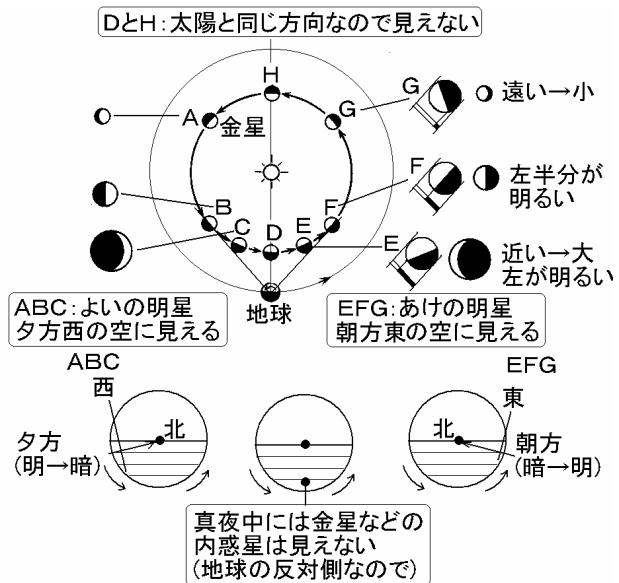 DとH：太陽と同じ方向なので見えない
H
A
金星
G
G
遠い→小
B
F
F
左半分が
明るい
C
D
E
E
近い→大
左が明るい
地球
ABC：よいの明星
夕方西の空に見える
EFG：あけの明星
朝方東の空に見える
ABC
西
北
夕方
(明→暗)
EFG
東
北
朝方
(暗→明)
真夜中には金星などの
内惑星は見えない
(地球の反対側なので)